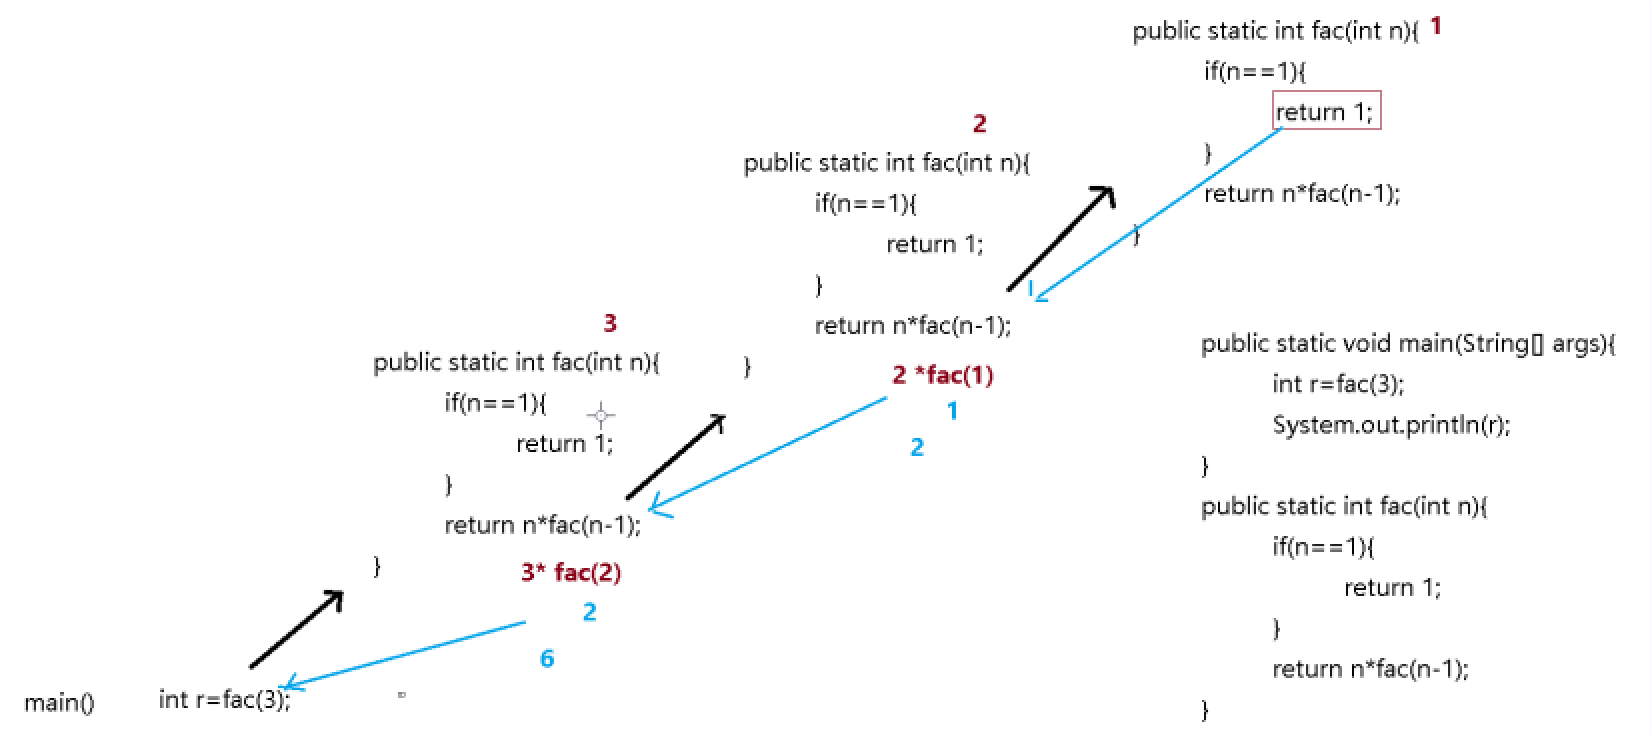 public static int fac(int n){ 1
if(n==1){
return 1;
}
return n*fac(n-1);
}
2
public static int fac(int n){
if(n==1){
return 1;
}
return n*fac(n-1);
}
2 *fac(1)
1
2
3
public static int fac(int n){
if(n==1){
return 1;
}
return n*fac(n-1);
}
3* fac(2)
2
6
main() int r=fac(3);
public static void main(String[] args){
int r=fac(3);
System.out.println(r);
}
public static int fac(int n){
if(n==1){
return 1;
}
return n*fac(n-1);
}